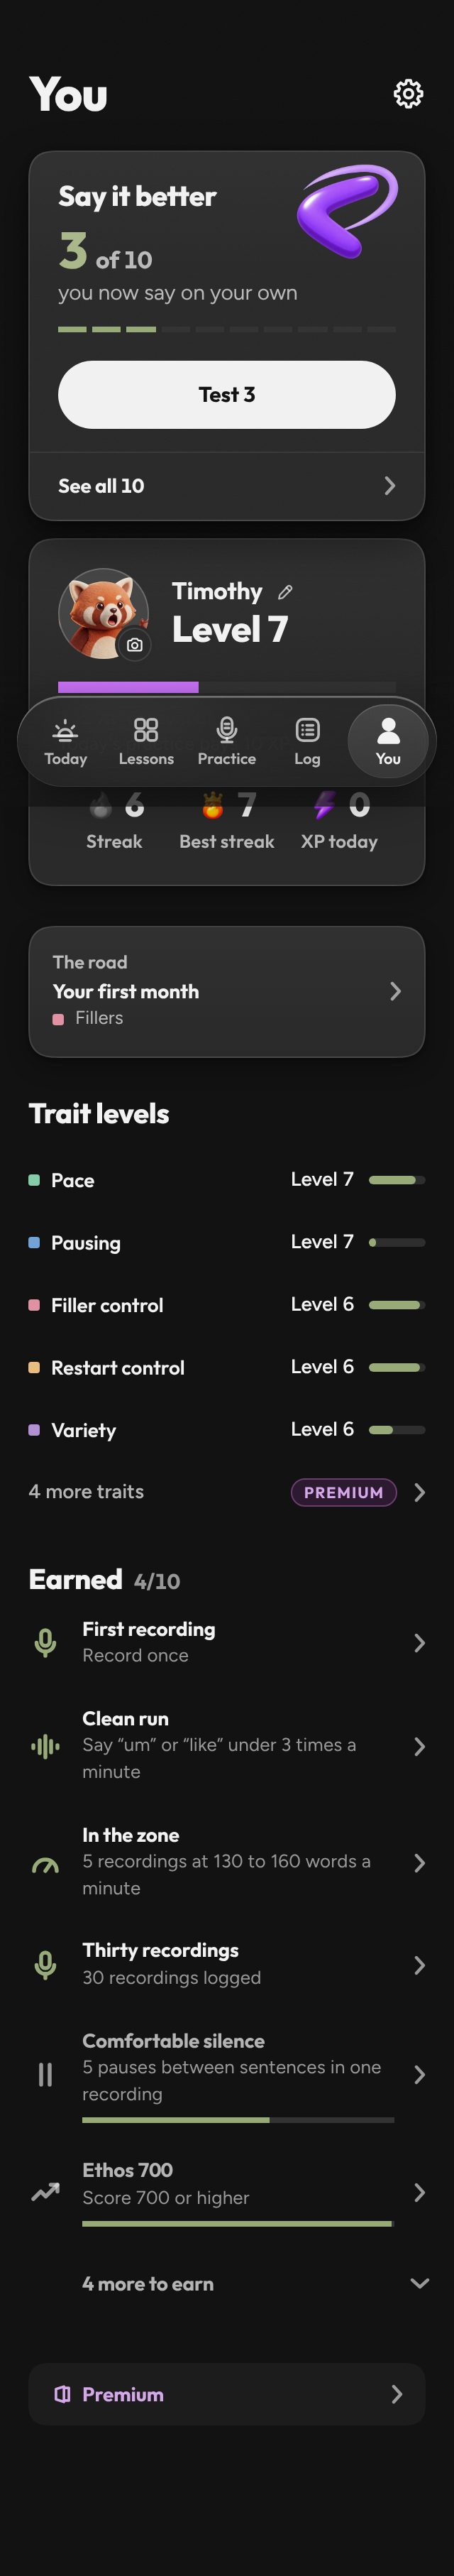 You
Say it better
3 of 10
you now say on your own
Test 3
See all 10
Timothy
Level 7
Today
Lessons
Practice
Log
You
6
7
0
Streak
Best streak
XP today
The road
Your first month
Fillers
Trait levels
Pace Level 7
Pausing Level 7
Filler control Level 6
Restart control Level 6
Variety Level 6
4 more traits PREMIUM
Earned 4/10
First recording
Record once
Clean run
Say “um” or “like” under 3 times a
minute
In the zone
5 recordings at 130 to 160 words a
minute
Thirty recordings
30 recordings logged
Comfortable silence
5 pauses between sentences in one
recording
Ethos 700
Score 700 or higher
4 more to earn
Premium